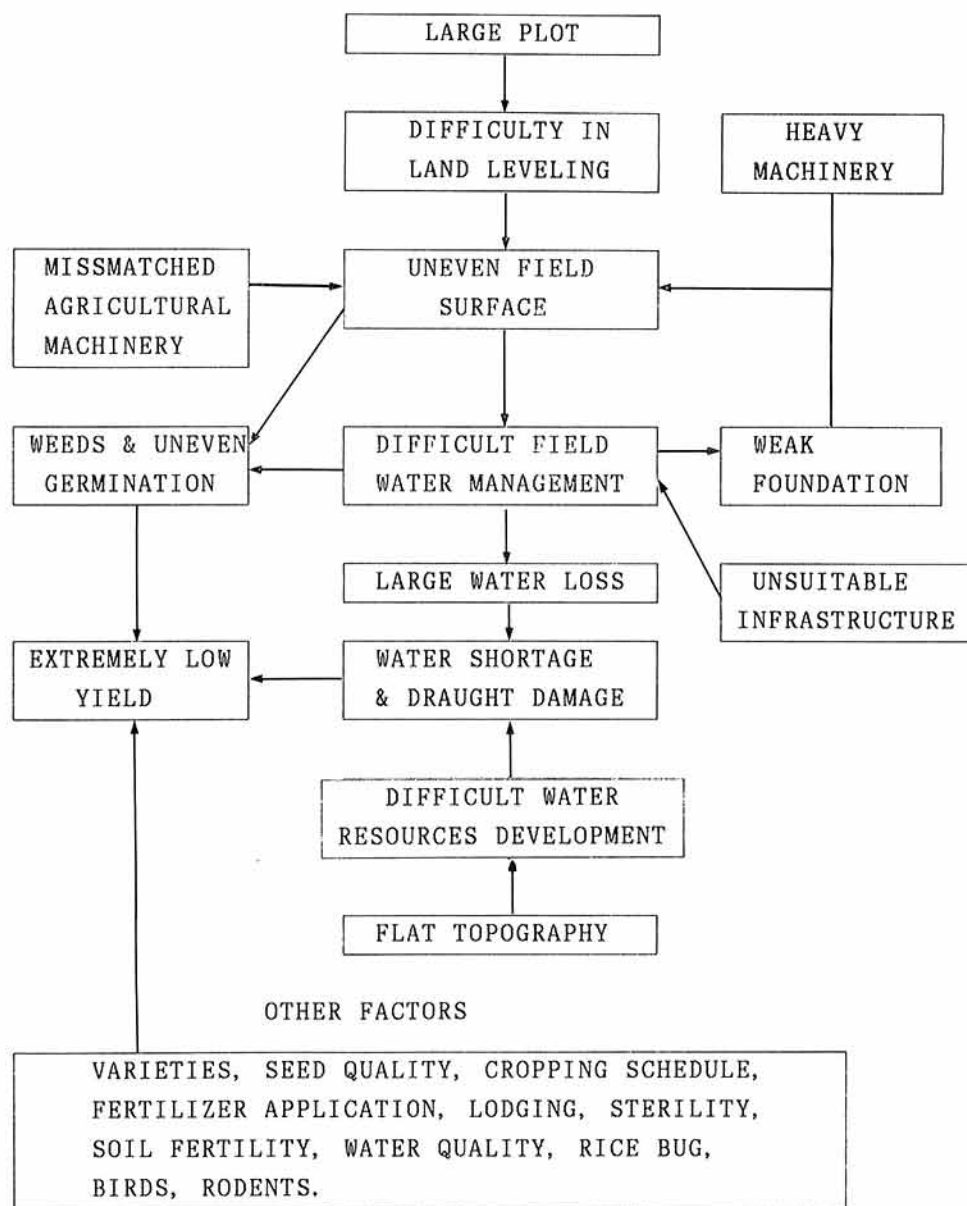 LARGE PLOT
DIFFICULTY IN
LAND LEVELING
HEAVY
MACHINERY
MISSMATCHED
AGRICULTURAL
MACHINERY
UNEVEN FIELD
SURFACE
WEEDS & UNEVEN
GERMINATION
DIFFICULT FIELD
WATER MANAGEMENT
WEAK
FOUNDATION
LARGE WATER LOSS
UNSUITABLE
INFRASTRUCTURE
EXTREMELY LOW
YIELD
WATER SHORTAGE
& DRAUGHT DAMAGE
DIFFICULT WATER
RESOURCES DEVELOPMENT
FLAT TOPOGRAPHY
OTHER FACTORS
VARIETIES, SEED QUALITY, CROPPING SCHEDULE,
FERTILIZER APPLICATION, LODGING, STERILITY,
SOIL FERTILITY, WATER QUALITY, RICE BUG,
BIRDS, RODENTS.